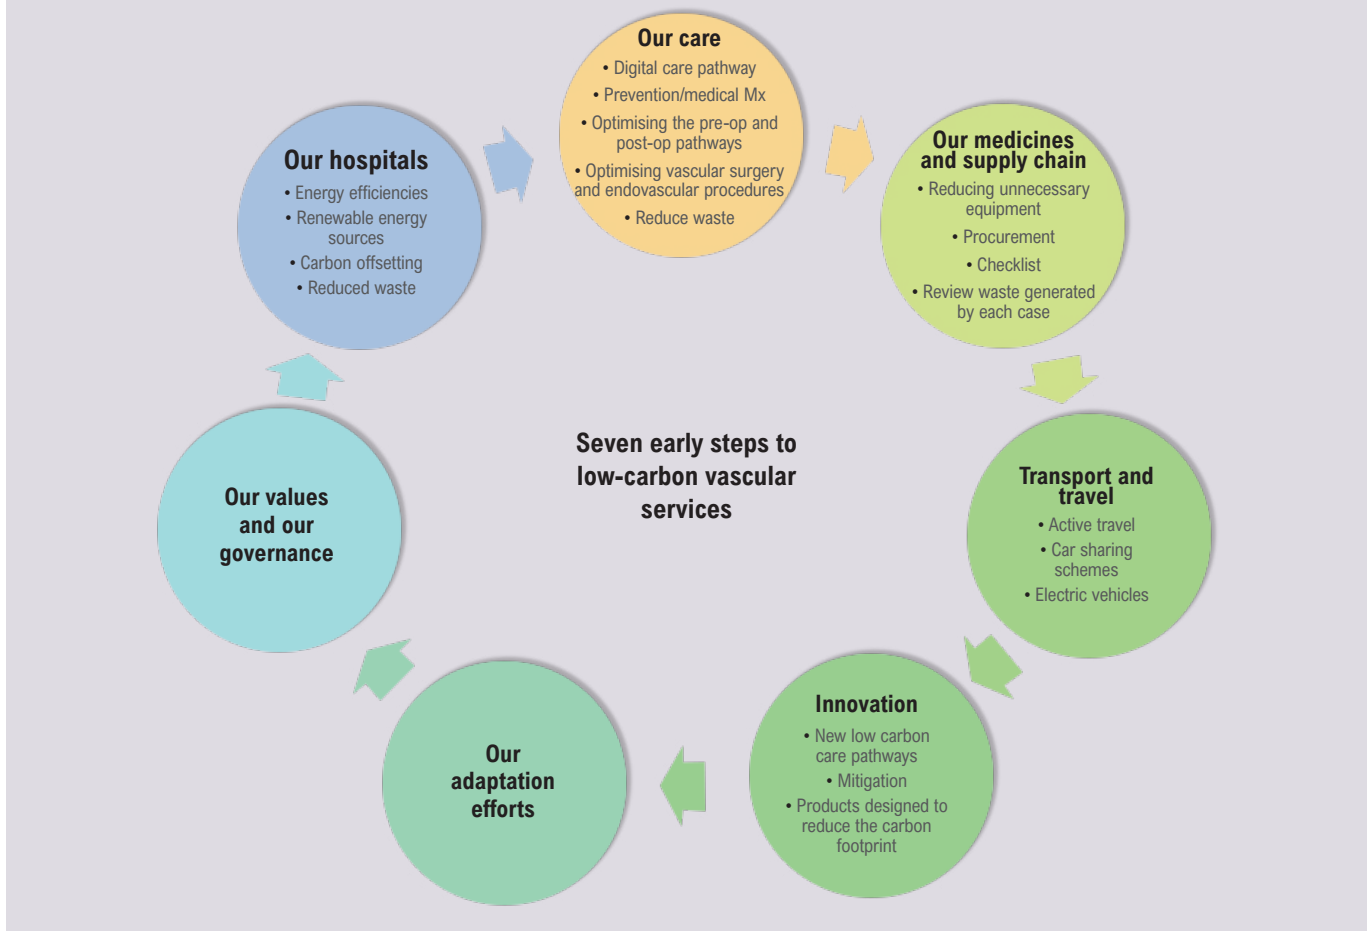 Our care
• Digital care pathway
• Prevention/medical Mx
• Optimising the pre-op and
post-op pathways
• Optimising vascular surgery
and endovascular procedures
• Reduce waste
Our medicines
and supply chain
• Reducing unnecessary
equipment
• Procurement
• Checklist
• Review waste generated
by each case
Transport and
travel
• Active travel
• Car sharing
schemes
• Electric vehicles
Innovation
• New low carbon
care pathways
• Mitigation
• Products designed to
reduce the carbon
footprint
Our
adaptation
efforts
Our values
and our
governance
Our hospitals
• Energy efficiencies
• Renewable energy
sources
• Carbon offsetting
• Reduced waste
Seven early steps to
low-carbon vascular
services